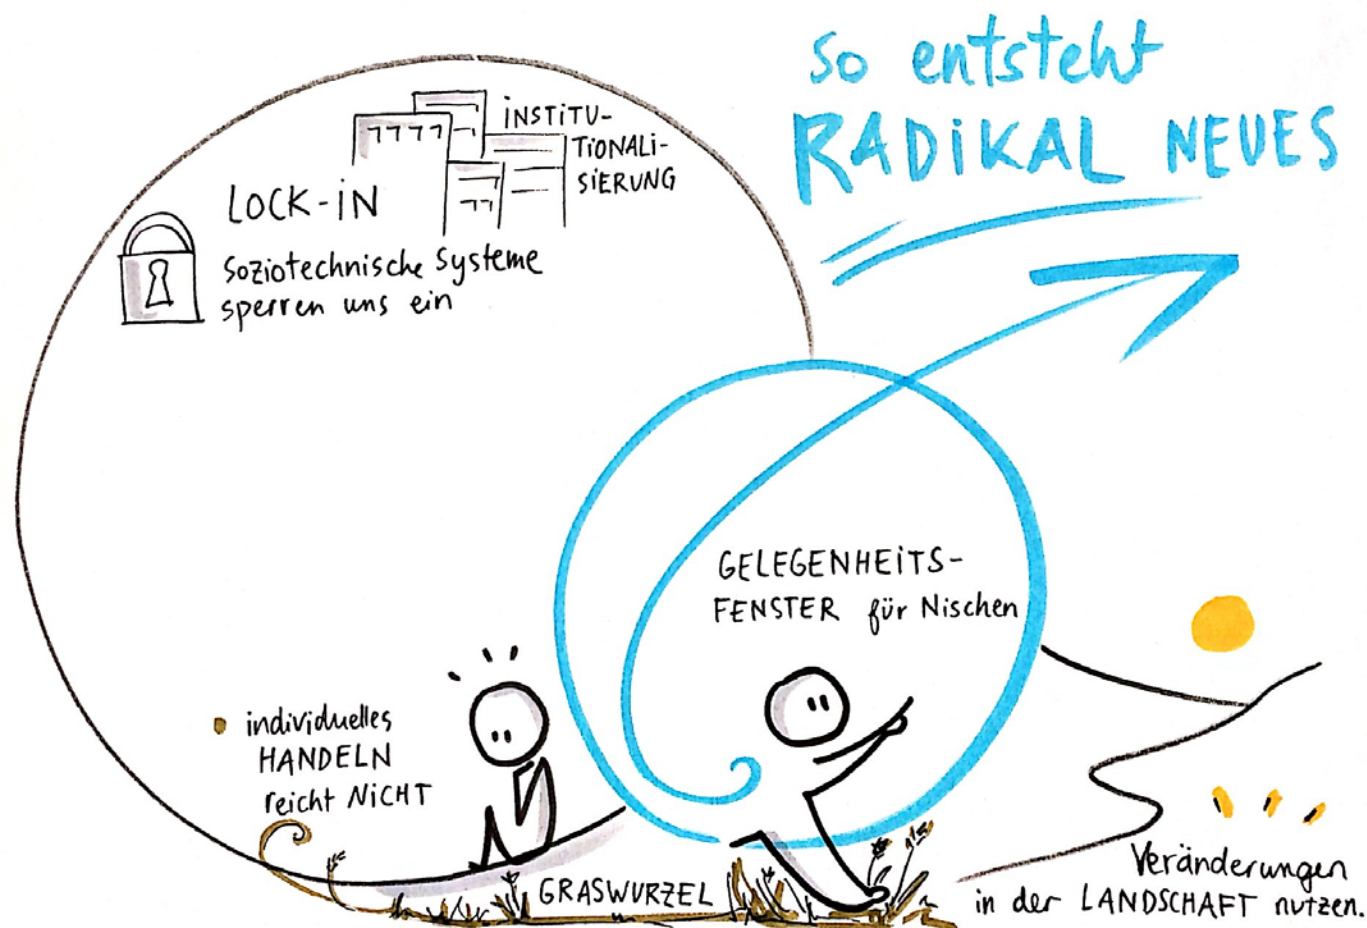 So entsteht
RADIKAL NEUES
INSTITU-
TIONALI-
SIERUNG
LOCK-IN
Soziotechnische Systeme
sperren uns ein
GELEGENHEITS-
FENSTER für Nischen
individuelles
HANDELN
reicht NICHT
GRASWURZEL
Veränderungen
in der LANDSCHAFT nutzen.